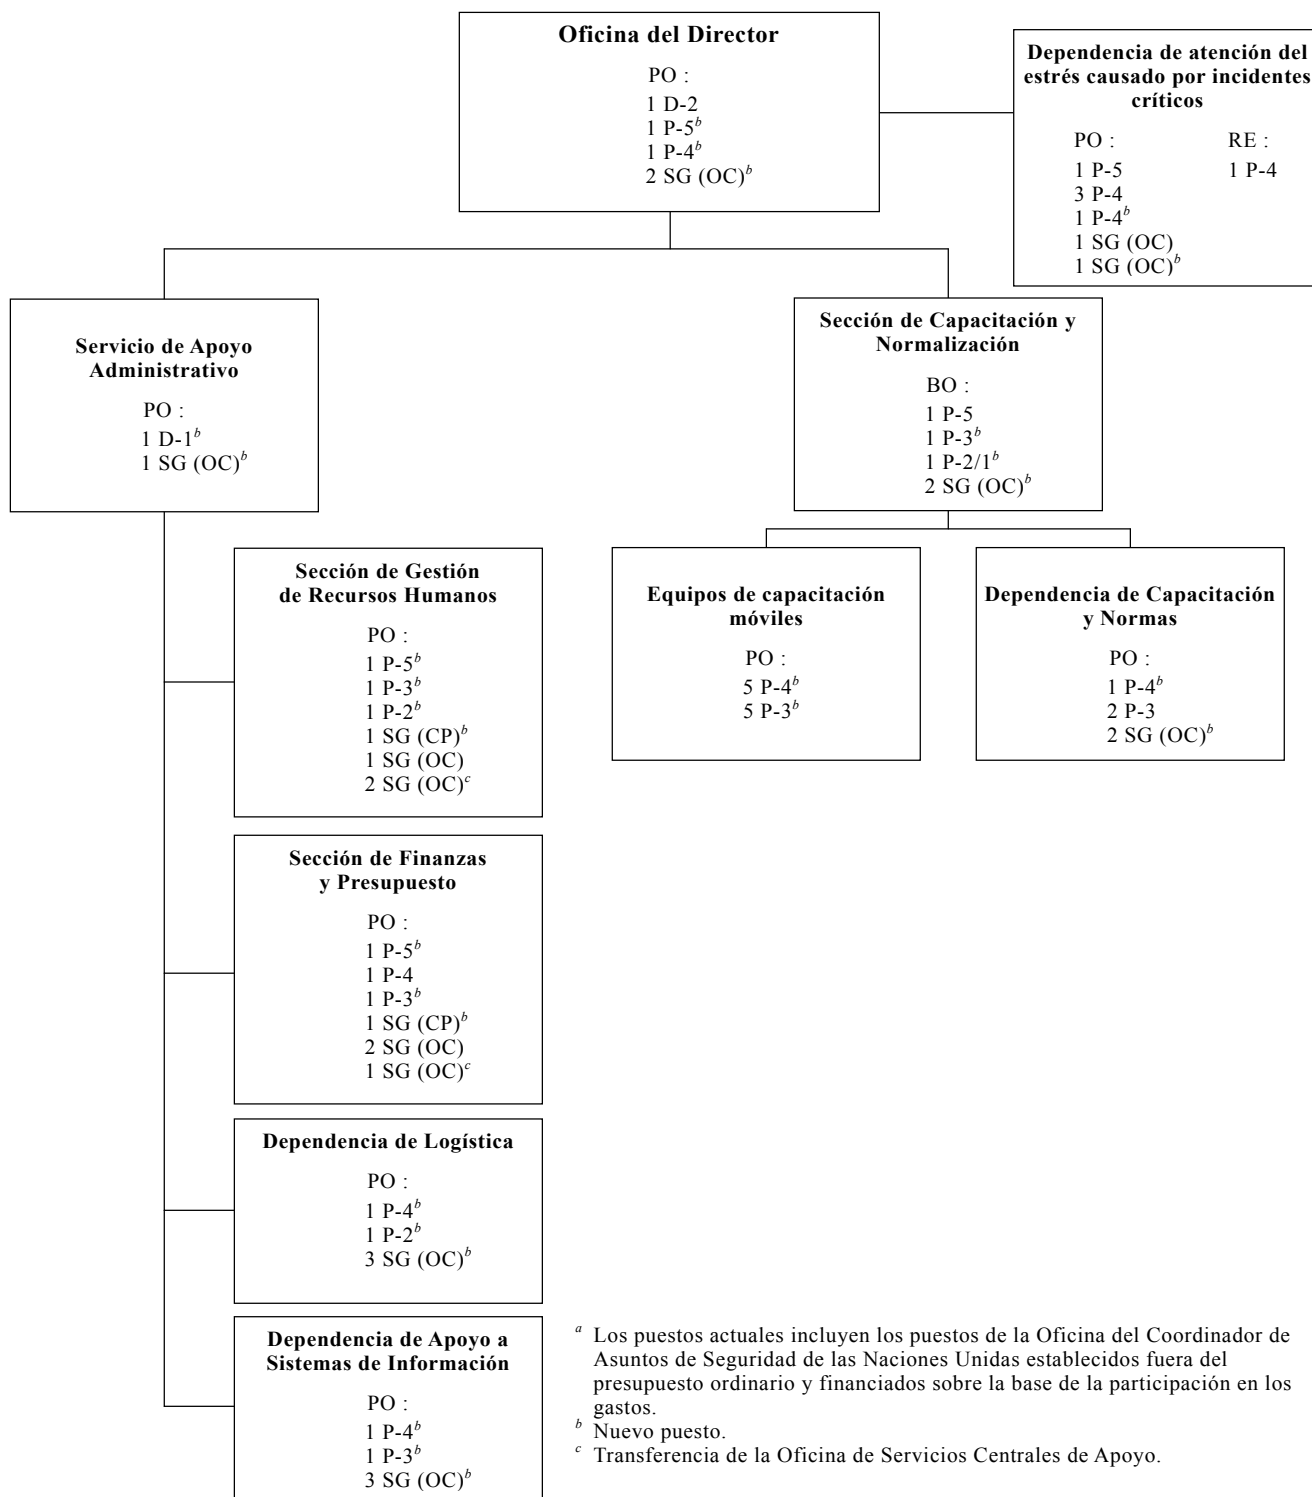 Oficina del Director
PO :
1 D-2
1 P-5ᵇ
1 P-4ᵇ
2 SG (OC)ᵇ
Dependencia de atención del
estrés causado por incidentes
críticos
PO :
1 P-5
3 P-4
1 P-4ᵇ
1 SG (OC)
1 SG (OC)ᵇ
RE :
1 P-4
Servicio de Apoyo
Administrativo
PO :
1 D-1ᵇ
1 SG (OC)ᵇ
Sección de Capacitación y
Normalización
BO :
1 P-5
1 P-3ᵇ
1 P-2/1ᵇ
2 SG (OC)ᵇ
Sección de Gestión
de Recursos Humanos
PO :
1 P-5ᵇ
1 P-3ᵇ
1 P-2ᵇ
1 SG (CP)ᵇ
1 SG (OC)
2 SG (OC)ᶜ
Equipos de capacitación
móviles
PO :
5 P-4ᵇ
5 P-3ᵇ
Dependencia de Capacitación
y Normas
PO :
1 P-4ᵇ
2 P-3
2 SG (OC)ᵇ
Sección de Finanzas
y Presupuesto
PO :
1 P-5ᵇ
1 P-4
1 P-3ᵇ
1 SG (CP)ᵇ
2 SG (OC)
1 SG (OC)ᶜ
Dependencia de Logística
PO :
1 P-4ᵇ
1 P-2ᵇ
3 SG (OC)ᵇ
Dependencia de Apoyo a
Sistemas de Información
PO :
1 P-4ᵇ
1 P-3ᵇ
3 SG (OC)ᵇ
ᵃ Los puestos actuales incluyen los puestos de la Oficina del Coordinador de
Asuntos de Seguridad de las Naciones Unidas establecidos fuera del
presupuesto ordinario y financiados sobre la base de la participación en los
gastos.
ᵇ Nuevo puesto.
ᶜ Transferencia de la Oficina de Servicios Centrales de Apoyo.